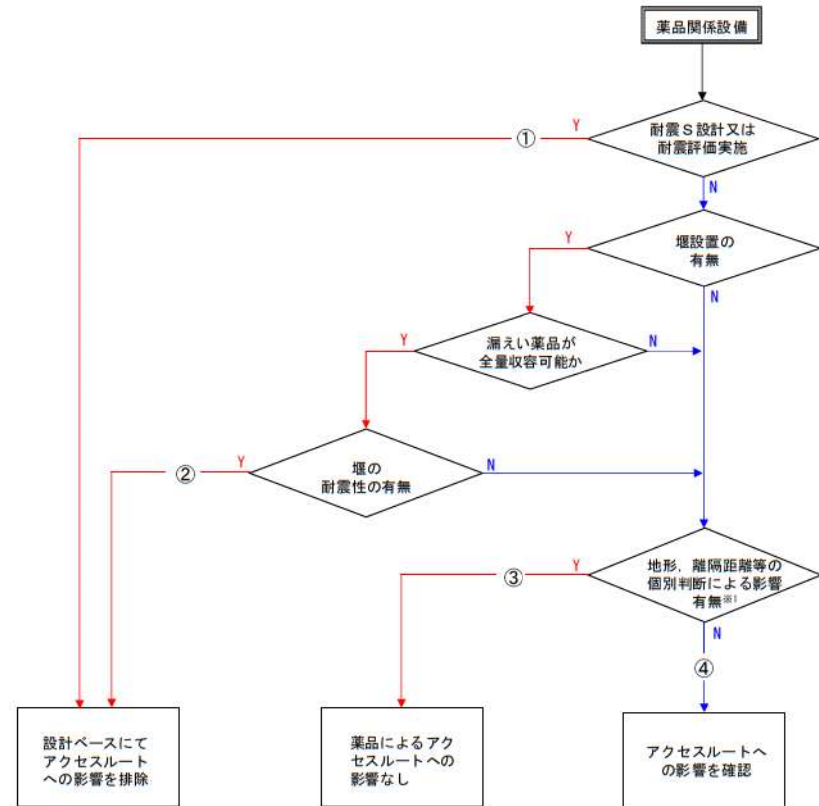 薬品関係設備
Y
①
耐震S設計又は
耐震評価実施
N
Y
堰設置の
有無
N
Y
漏えい薬品が
全量収容可能か
N
②
Y
堰の
耐震性の有無
N
③
Y
地形，離隔距離等の
個別判断による影響
有無※1
N
④
設計ベースにて
アクセスルート
への影響を排除
薬品によるアク
セスルートへの
影響なし
アクセスルートへ
の影響を確認